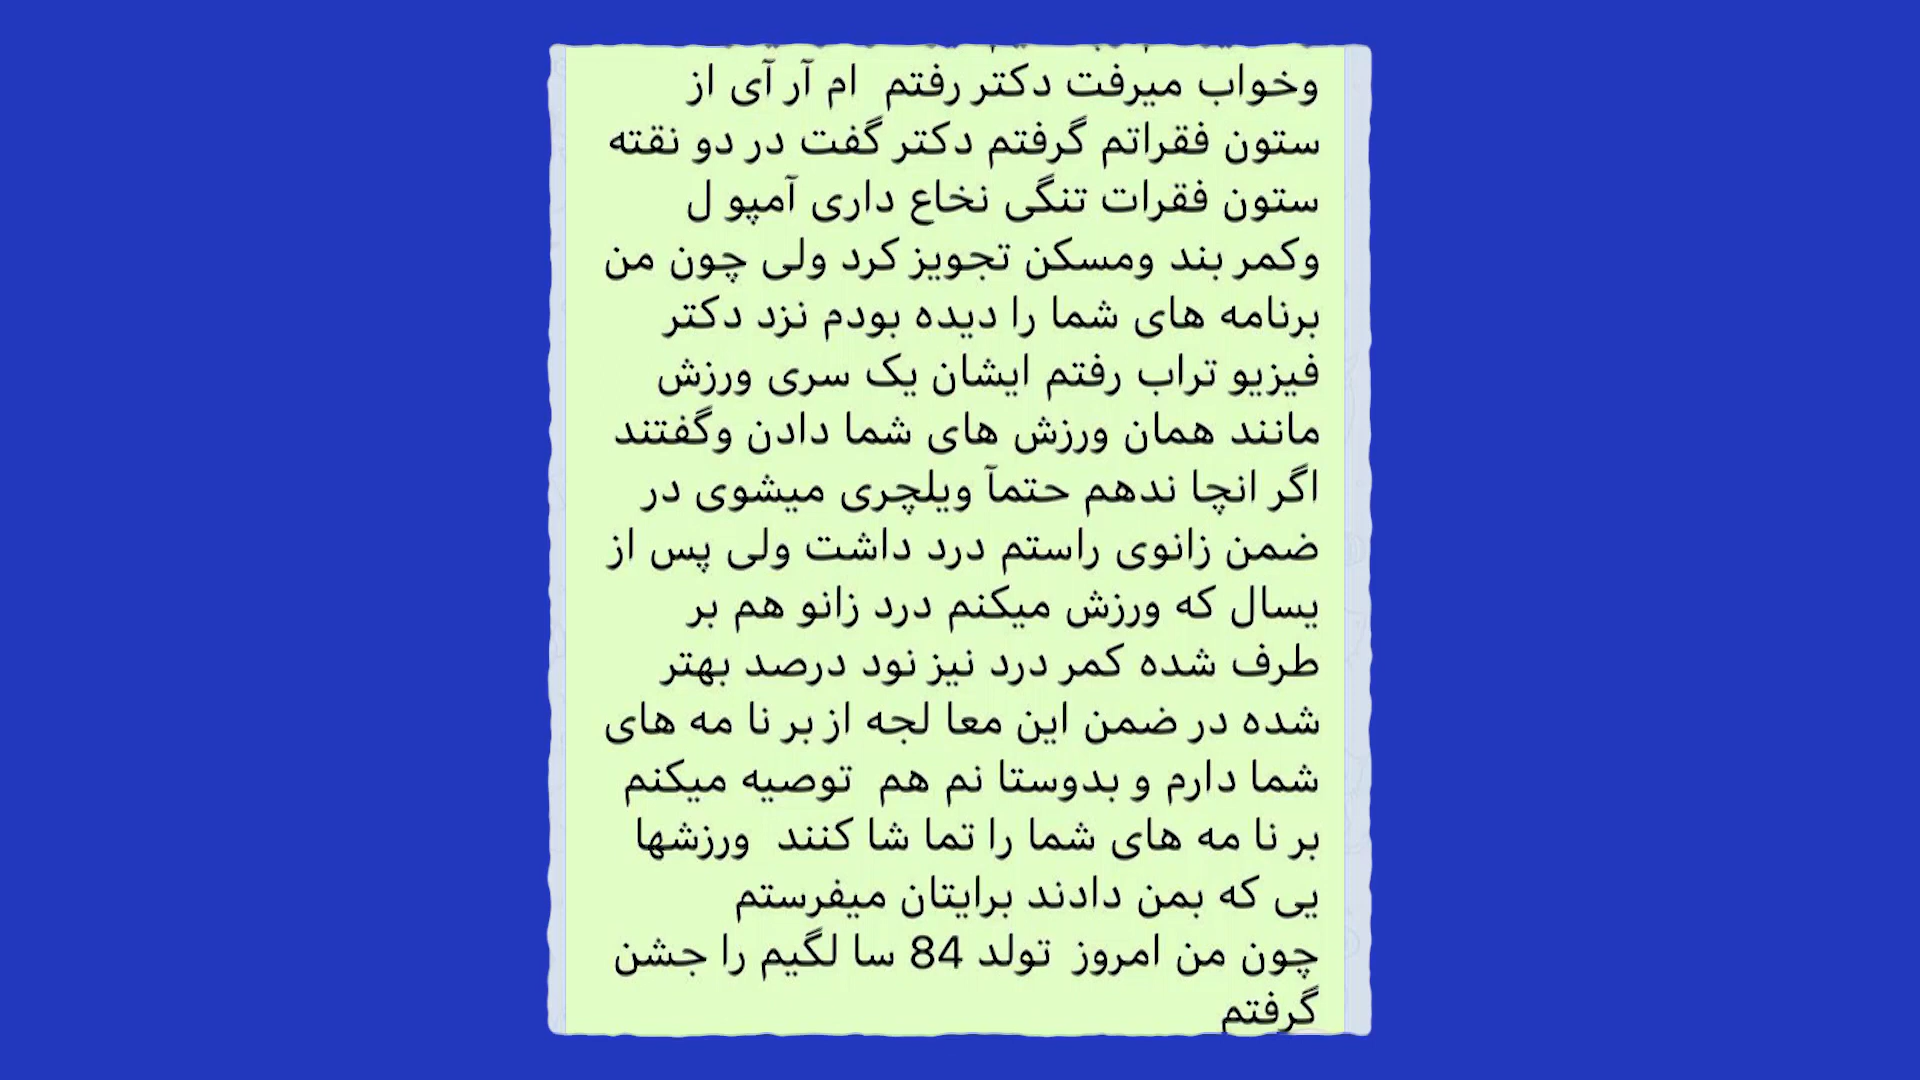 وخواب میرفت دکتر رفتم  ام آر آی از
ستون فقراتم گرفتم دکتر گفت در دو نقته
ستون فقرات تنگی نخاع داری آمپو ل
وکمر بند ومسکن تجویز کرد ولی چون من
برنامه های شما را دیده بودم نزد دکتر
فیزیو تراب رفتم ایشان یک سری ورزش
مانند همان ورزش های شما دادن وگفتند
اگر انچا ندهم حتمآ ویلچری میشوی در
ضمن زانوی راستم درد داشت ولی پس از
یسال که ورزش میکنم درد زانو هم بر
طرف شده کمر درد نیز نود درصد بهتر
شده در ضمن این معا لجه از بر نا مه های
شما دارم و بدوستا نم هم  توصیه میکنم
بر نا مه های شما را تما شا کنند  ورزشها
یی که بمن دادند برایتان میفرستم
چون من امروز  تولد 84 سا لگیم را جشن
گرفتم